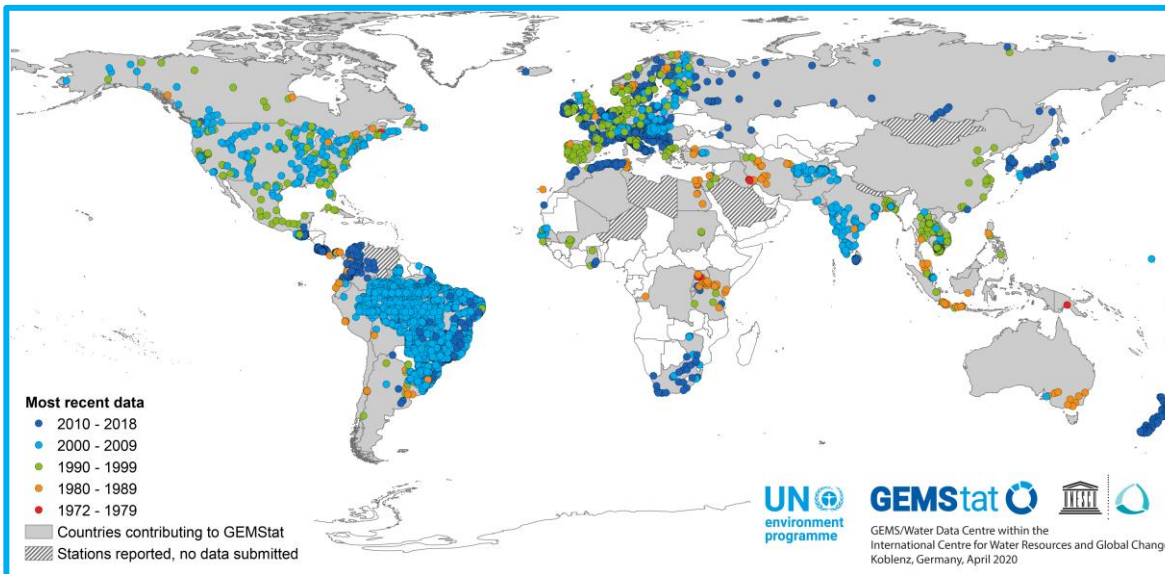 Most recent data
2010 - 2018
2000 - 2009
1990 - 1999
1980 - 1989
1972 - 1979
Countries contributing to GEMStat
Stations reported, no data submitted
UN
environment
programme
GEMStat
GEMS/Water Data Centre within the
International Centre for Water Resources and Global Change
Koblenz, Germany, April 2020